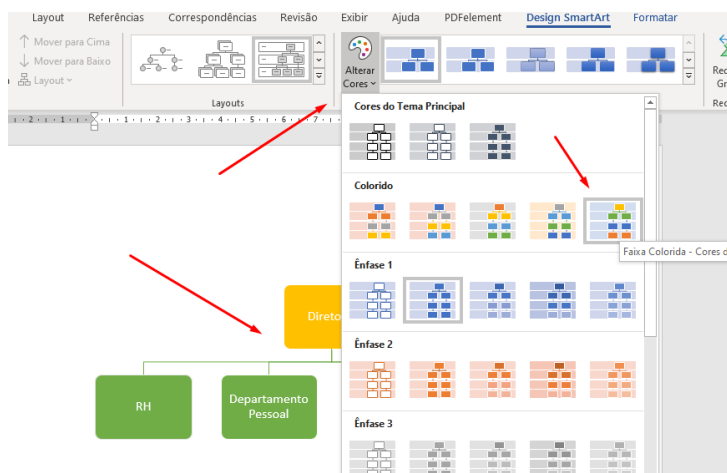 Layout Referências Correspondências Revisão Exibir Ajuda PDFelement Design SmartArt Formatar
Mover para Cima
Mover para Baixo
Layout
Alterar
Cores
Layouts
Cores do Tema Principal
Colorido
Faixa Colorida - Cores d
Ênfase 1
Ênfase 2
Ênfase 3
Direto
RH
Departamento
Pessoal